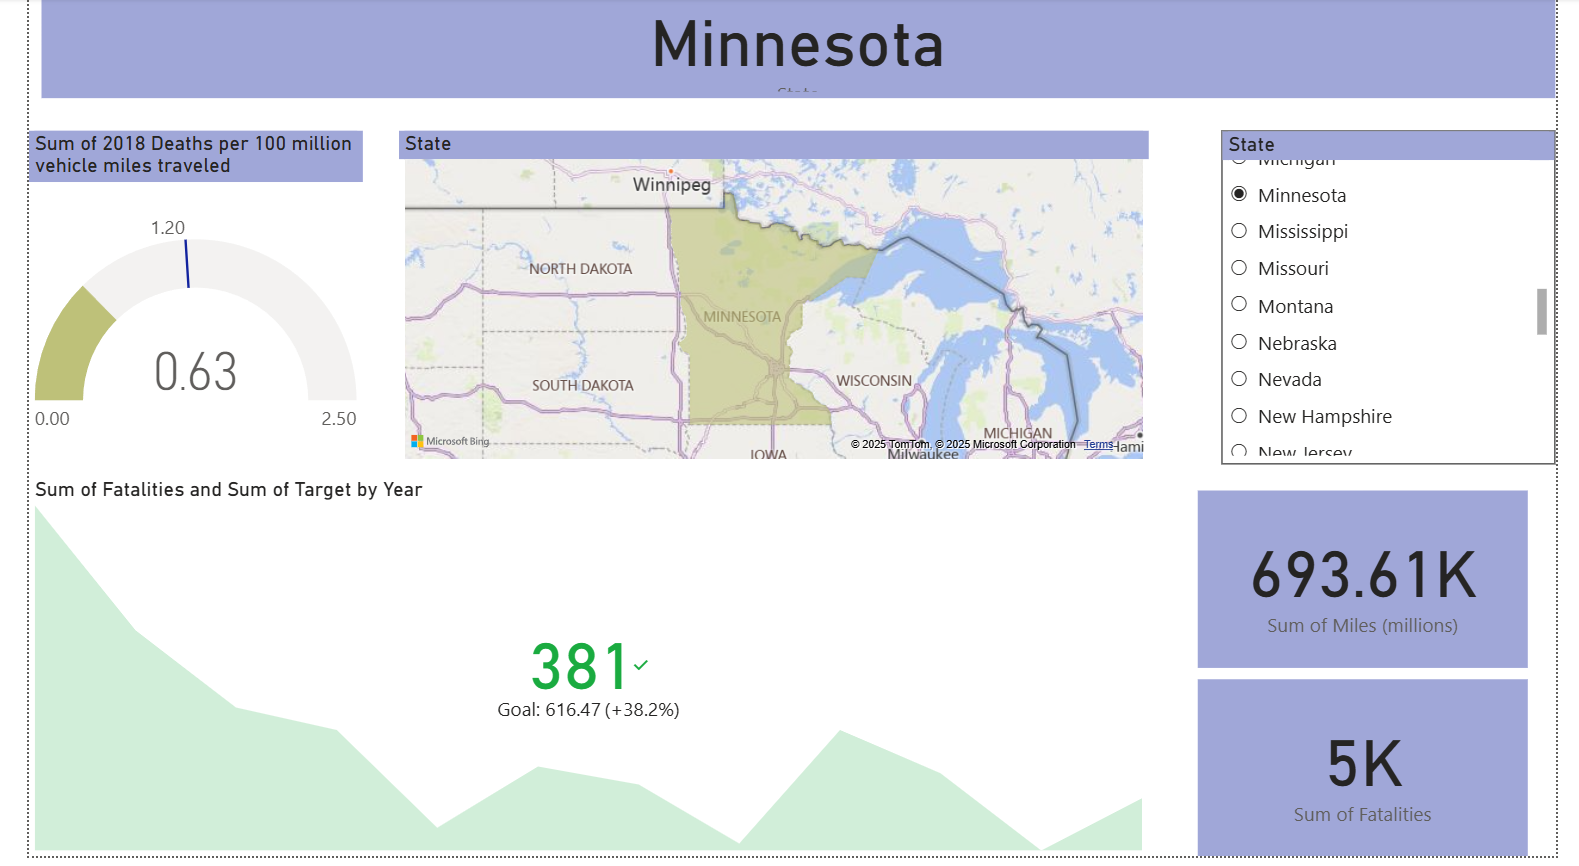 Minnesota
State
Sum of 2018 Deaths per 100 million
vehicle miles traveled
1.20
0.63
0.00
2.50
State
Winnipeg
NORTH DAKOTA
MINNESOTA
SOUTH DAKOTA
WISCONSIN
MICHIGAN
IOWA
Milwaukee
Microsoft Bing
© 2025 TomTom, © 2025 Microsoft Corporation Terms
State
Michigan
Minnesota
Mississippi
Missouri
Montana
Nebraska
Nevada
New Hampshire
New Jersey
Sum of Fatalities and Sum of Target by Year
381
Goal: 616.47 (+38.2%)
693.61K
Sum of Miles (millions)
5K
Sum of Fatalities